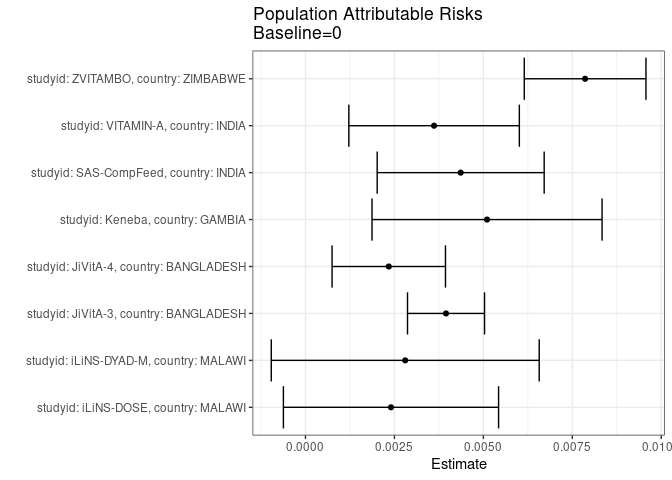 Population Attributable Risks
Baseline=0
studyid: ZVITAMBO, country: ZIMBABWE
studyid: VITAMIN-A, country: INDIA
studyid: SAS-CompFeed, country: INDIA
studyid: Keneba, country: GAMBIA
studyid: JiVitA-4, country: BANGLADESH
studyid: JiVitA-3, country: BANGLADESH
studyid: iLiNS-DYAD-M, country: MALAWI
studyid: iLiNS-DOSE, country: MALAWI
0.0000 0.0025 0.0050 0.0075 0.010
Estimate